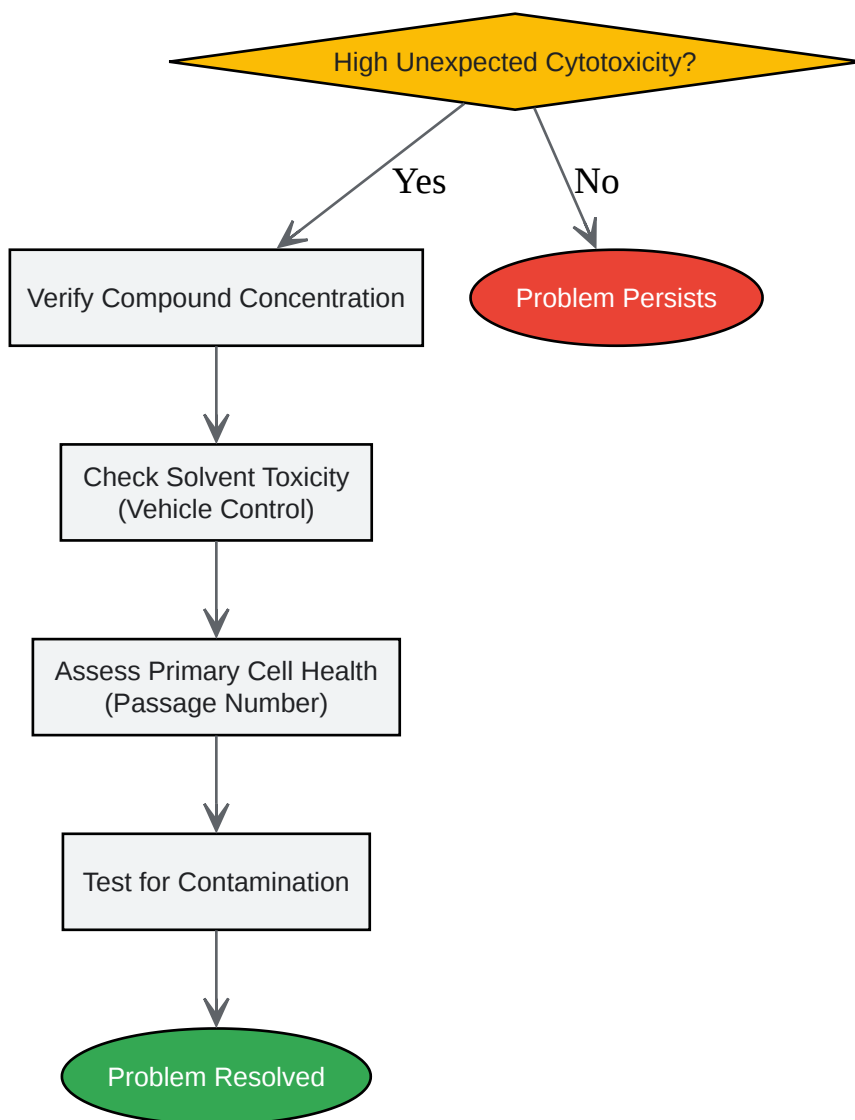 High Unexpected Cytotoxicity?
Yes
No
Verify Compound Concentration
Problem Persists
Check Solvent Toxicity
(Vehicle Control)
Assess Primary Cell Health
(Passage Number)
Test for Contamination
Problem Resolved